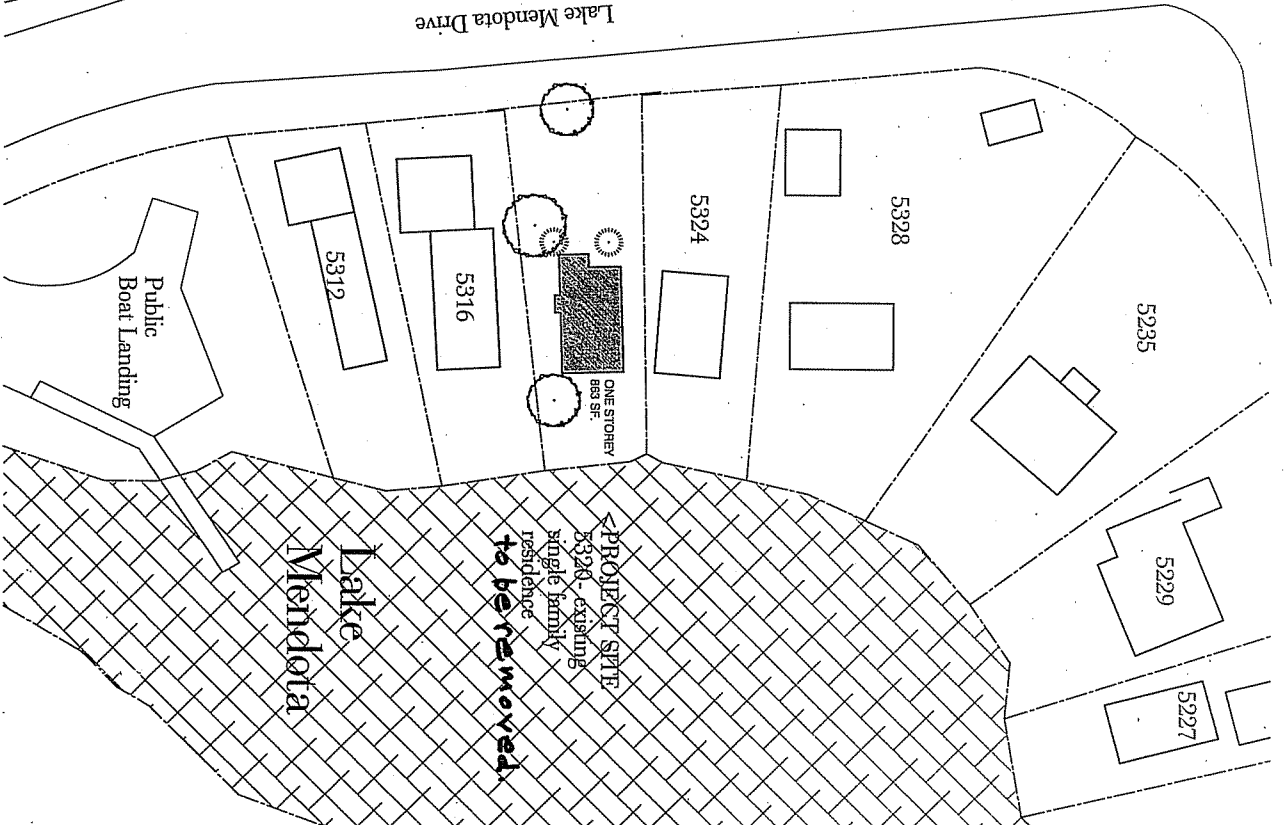 Lake Mendota Drive
5312
5316
5324
5328
5235
5229
5227
Public
Boat Landing
ONE STOREY
863 SF.
<PROJECT SITE
5320- existing
single family
residence
to be removed.
Lake
Mendota